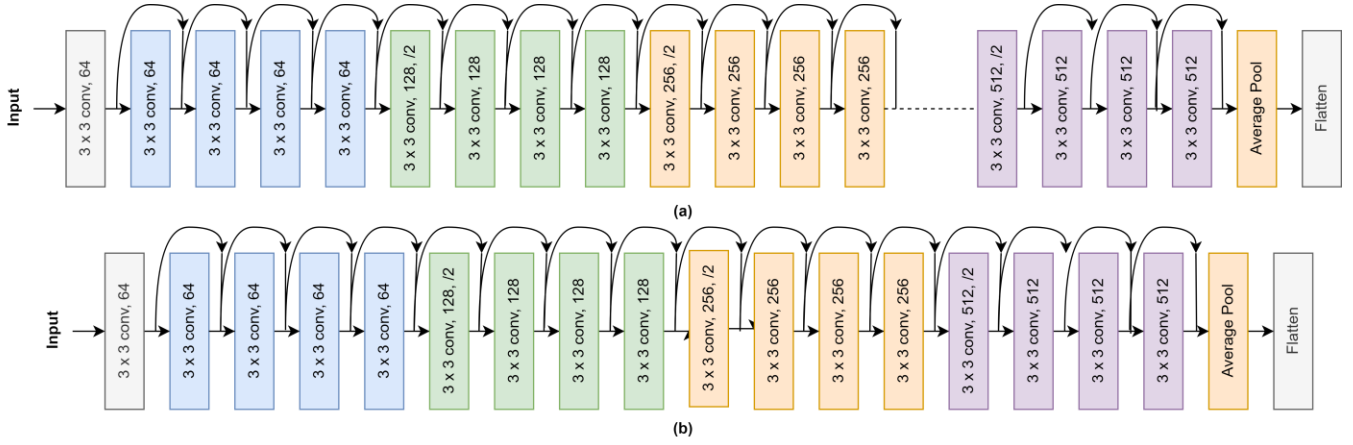 Input
3 x 3 conv, 64
3 x 3 conv, 64
3 x 3 conv, 64
3 x 3 conv, 64
3 x 3 conv, 64
3 x 3 conv, 128, /2
3 x 3 conv, 128
3 x 3 conv, 128
3 x 3 conv, 128
3 x 3 conv, 256, /2
3 x 3 conv, 256
3 x 3 conv, 256
3 x 3 conv, 256
3 x 3 conv, 512, /2
3 x 3 conv, 512
3 x 3 conv, 512
3 x 3 conv, 512
Average Pool
Flatten
(a)
Input
3 x 3 conv, 64
3 x 3 conv, 64
3 x 3 conv, 64
3 x 3 conv, 64
3 x 3 conv, 64
3 x 3 conv, 128, /2
3 x 3 conv, 128
3 x 3 conv, 128
3 x 3 conv, 128
3 x 3 conv, 256, /2
3 x 3 conv, 256
3 x 3 conv, 256
3 x 3 conv, 256
3 x 3 conv, 512, /2
3 x 3 conv, 512
3 x 3 conv, 512
3 x 3 conv, 512
Average Pool
Flatten
(b)